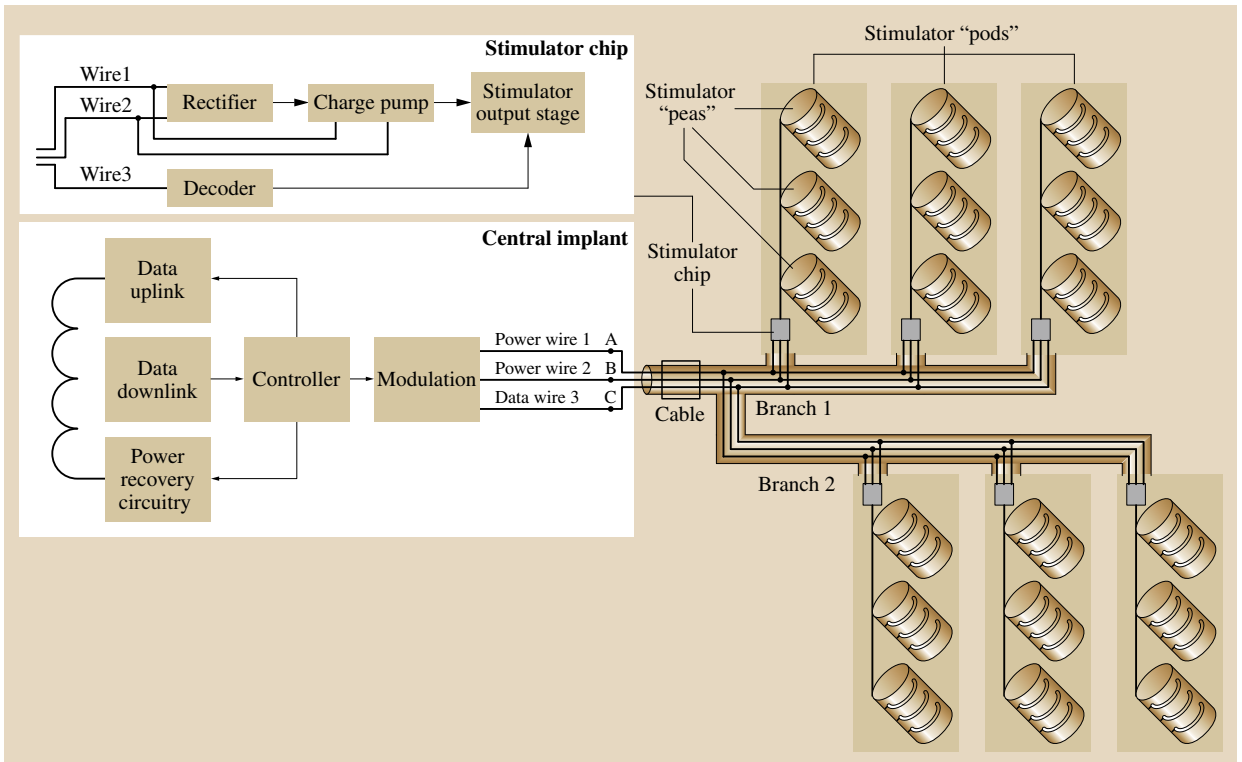 Stimulator chip
Wire1
Wire2
Wire3
Rectifier
Charge pump
Stimulator
output stage
Decoder
Central implant
Data
uplink
Data
downlink
Power
recovery
circuitry
Controller
Modulation
Power wire 1 A
Power wire 2 B
Data wire 3 C
Stimulator “pods”
Stimulator
“peas”
Stimulator
chip
Cable
Branch 1
Branch 2